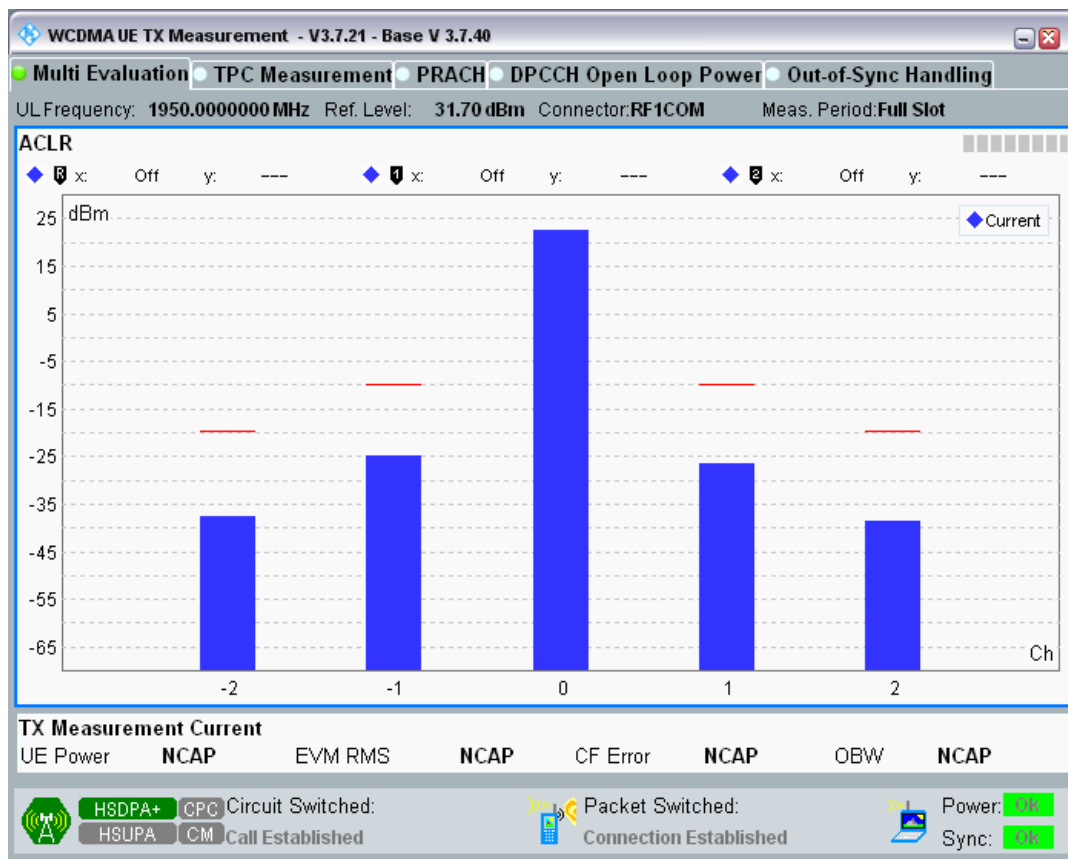 WCDMA UE TX Measurement - V3.7.21 - Base V 3.7.40
Multi Evaluation TPC Measurement PRACH DPCCH Open Loop Power Out-of-Sync Handling
UL Frequency: 1950.0000000 MHz Ref. Level: 31.70 dBm Connector:RF1COM Meas. Period:Full Slot
ACLR
R x: Off y: --- 1 x: Off y: --- 2 x: Off y: ---
dBm
Current
25
15
5
-5
-15
-25
-35
-45
-55
-65
Ch
-2 -1 0 1 2
TX Measurement Current
UE Power NCAP EVM RMS NCAP CF Error NCAP OBW NCAP
HSDPA+ CPC Circuit Switched: Packet Switched: Power: OK
HSUPA CM Call Established Connection Established Sync: OK